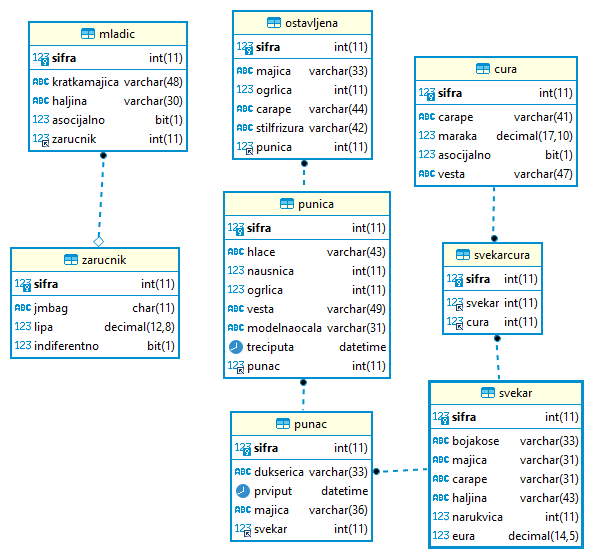 mladic
123 sifra int(11)
ABC kratkamajica varchar(48)
ABC haljina varchar(30)
123 asocijalno bit(1)
123 zarucnik int(11)
ostavljena
123 sifra int(11)
ABC majica varchar(33)
123 ogrlica int(11)
ABC carape varchar(44)
ABC stilfrizura varchar(42)
123 punica int(11)
cura
123 sifra int(11)
ABC carape varchar(41)
123 maraka decimal(17,10)
123 asocijalno bit(1)
ABC vesta varchar(47)
zarucnik
123 sifra int(11)
ABC jmbag char(11)
123 lipa decimal(12,8)
123 indiferentno bit(1)
punica
123 sifra int(11)
ABC hlace varchar(43)
123 nausnica int(11)
123 ogrlica int(11)
ABC vesta varchar(49)
ABC modelnaocala varchar(31)
treciputa datetime
123 punac int(11)
svekarcura
123 sifra int(11)
123 svekar int(11)
123 cura int(11)
punac
123 sifra int(11)
ABC dukserica varchar(33)
prviput datetime
ABC majica varchar(36)
123 svekar int(11)
svekar
123 sifra int(11)
ABC bojakose varchar(33)
ABC majica varchar(31)
ABC carape varchar(31)
ABC haljina varchar(43)
123 narukvica int(11)
123 eura decimal(14,5)